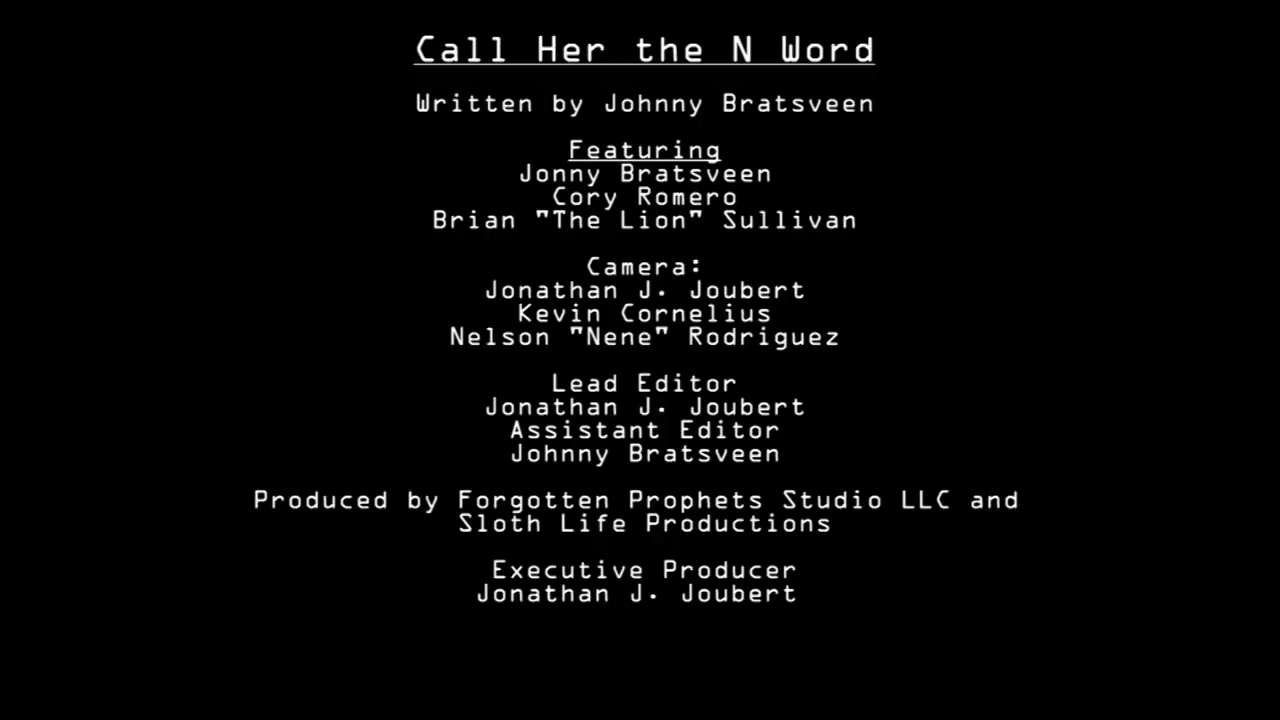 Call Her the N Word
Written by Johnny Bratsveen
Featuring
Jonny Bratsveen
Cory Romero
Brian "The Lion" Sullivan
Camera:
Jonathan J. Joubert
Kevin Cornelius
Nelson "Nene" Rodriguez
Lead Editor
Jonathan J. Joubert
Assistant Editor
Johnny Bratsveen
Produced by Forgotten Prophets Studio LLC and
Sloth Life Productions
Executive Producer
Jonathan J. Joubert